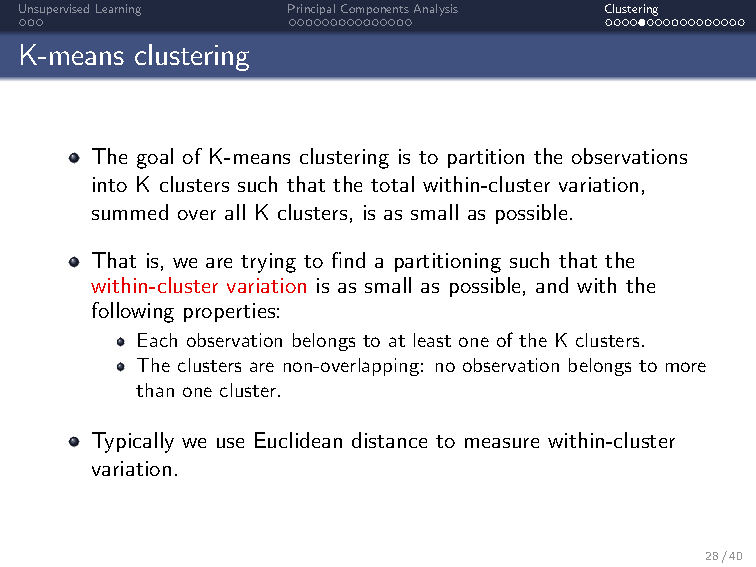 Unsupervised Learning Principal Components Analysis Clustering
K-means clustering
The goal of K-means clustering is to partition the observations
into K clusters such that the total within-cluster variation,
summed over all K clusters, is as small as possible.
That is, we are trying to find a partitioning such that the
within-cluster variation is as small as possible, and with the
following properties:
Each observation belongs to at least one of the K clusters.
The clusters are non-overlapping: no observation belongs to more
than one cluster.
Typically we use Euclidean distance to measure within-cluster
variation.
28 / 40